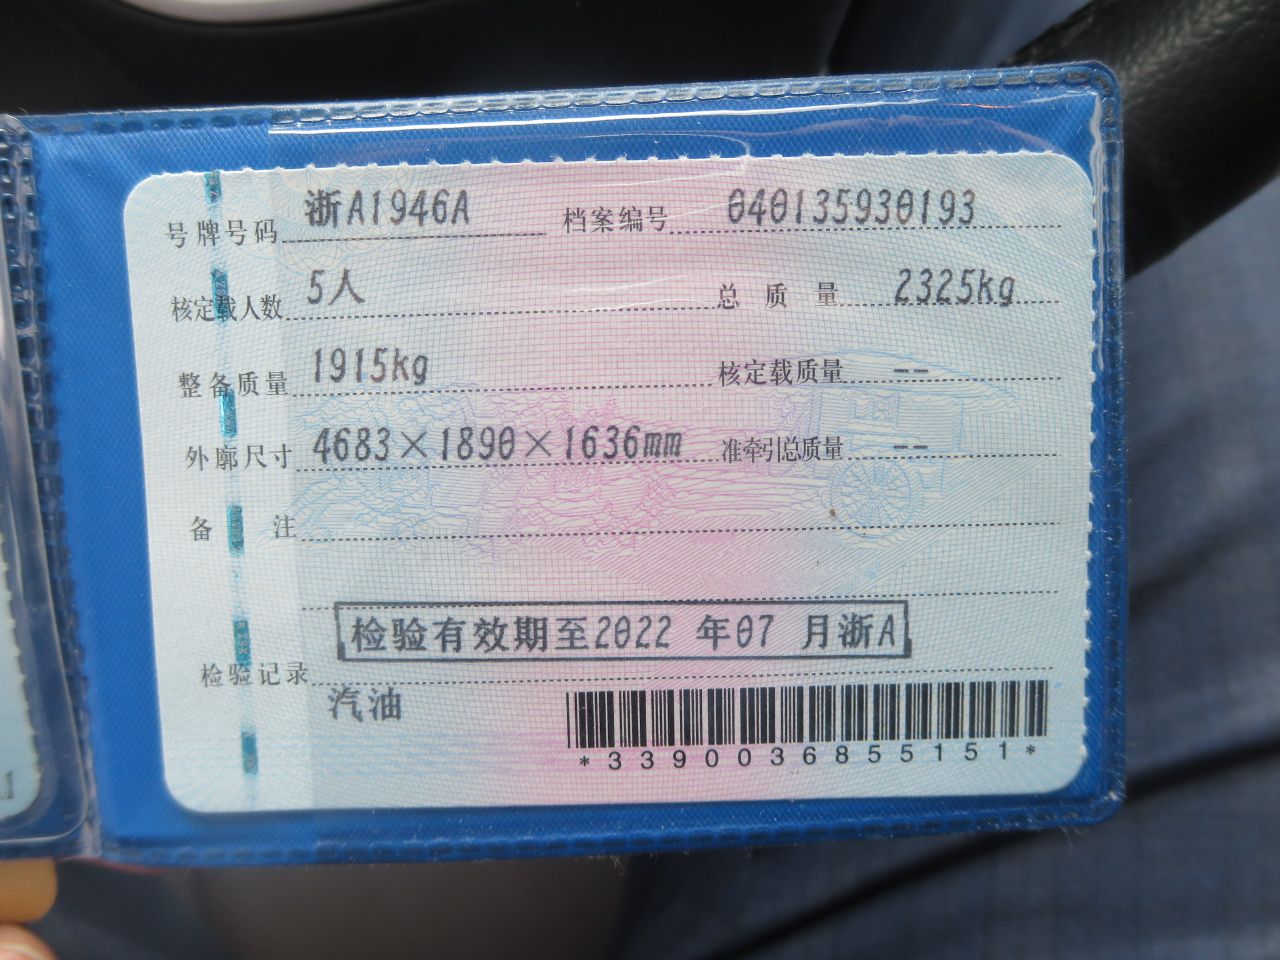 号牌号码 浙A1946A 档案编号 040135930193
核定载人数 5人 总质量 2325kg
整备质量 1915kg 核定载质量 --
外廓尺寸 4683×1890×1636mm 准牵引总质量 --
备注
检验有效期至2022 年07 月浙A
检验记录
汽油
*3390036855151*